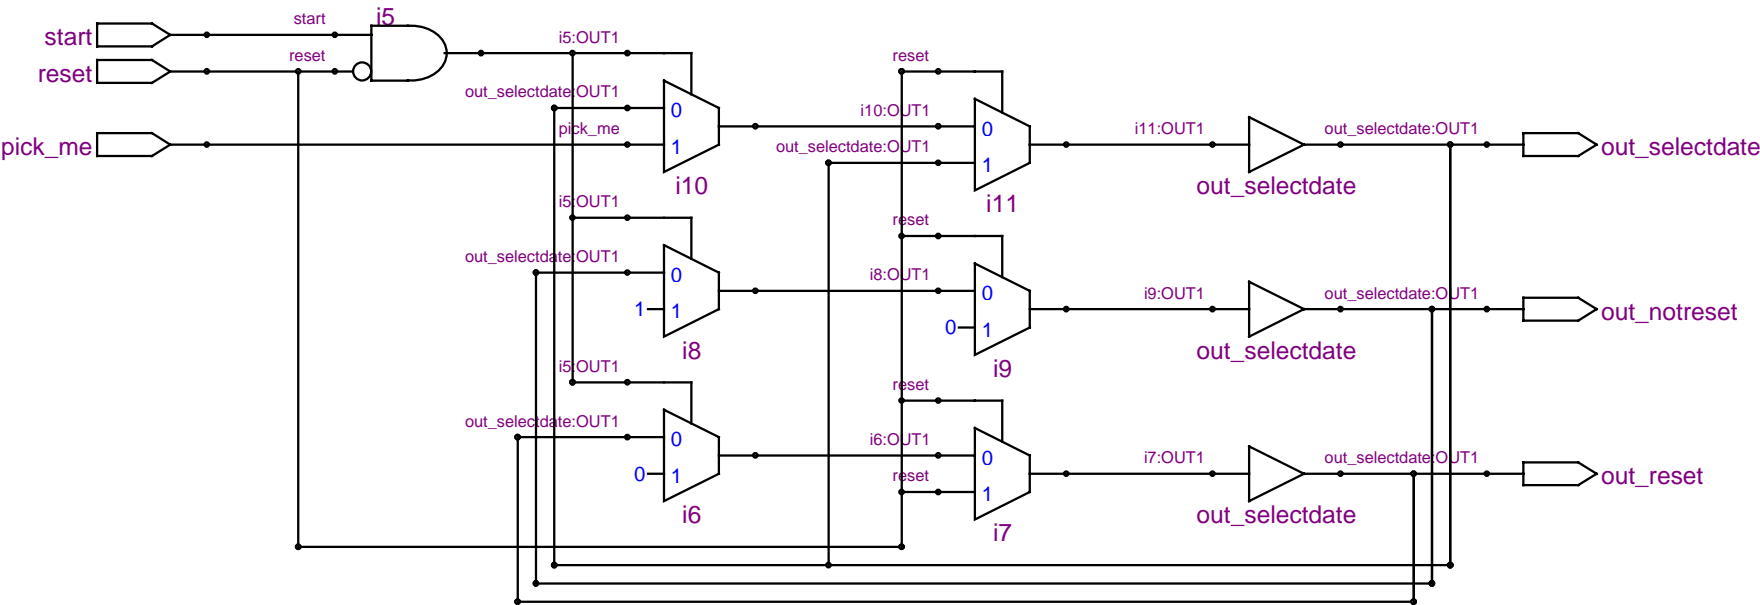 i5
start
start
i5:OUT1
reset
reset
reset
out_selectdate:OUT1
0
i10:OUT1
0
pick_me
i11:OUT1
out_selectdate:OUT1
pick_me
1
out_selectdate:OUT1
1
out_selectdate
i10
out_selectdate
i11
i5:OUT1
reset
out_selectdate:OUT1
0
i8:OUT1
0
i9:OUT1
out_selectdate:OUT1
1
1
0
1
out_notreset
i8
out_selectdate
i9
i5:OUT1
reset
out_selectdate:OUT1
0
i6:OUT1
0
i7:OUT1
out_selectdate:OUT1
0
1
reset
1
out_reset
i6
out_selectdate
i7